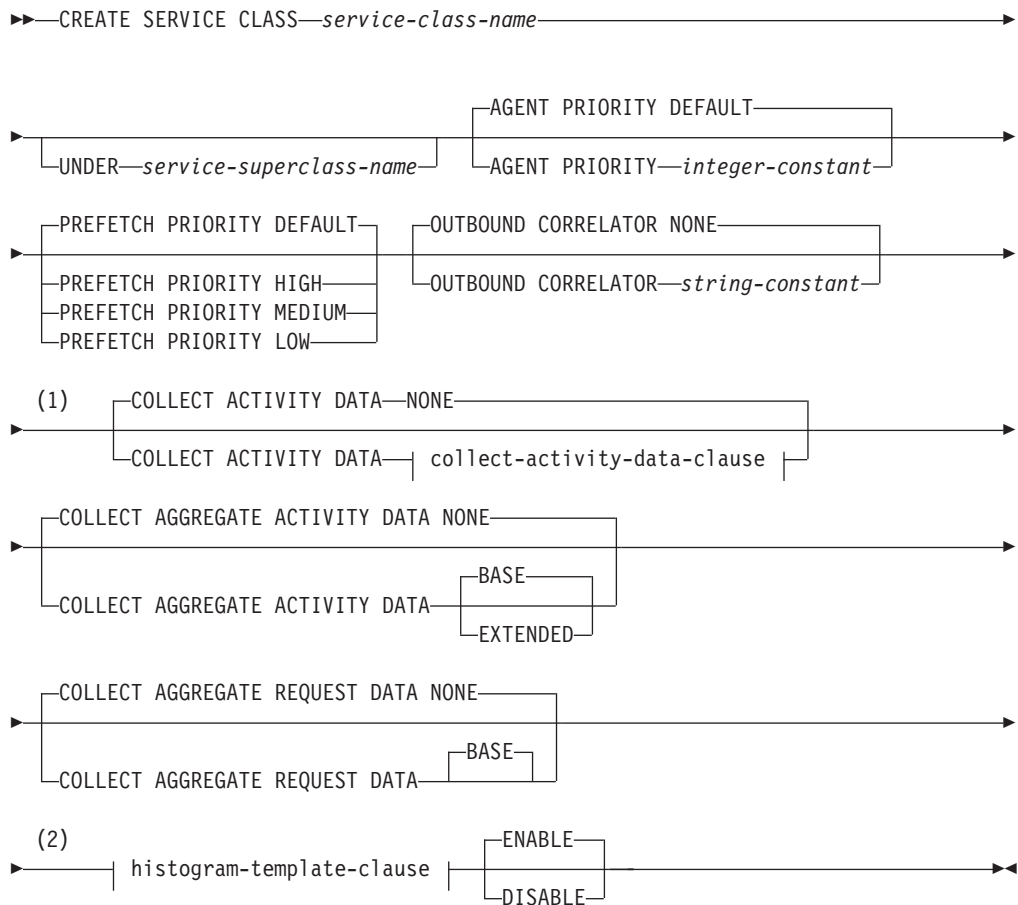 CREATE SERVICE CLASS service-class-name
AGENT PRIORITY DEFAULT
UNDER service-superclass-name AGENT PRIORITY integer-constant
PREFETCH PRIORITY DEFAULT OUTBOUND CORRELATOR NONE
PREFETCH PRIORITY HIGH OUTBOUND CORRELATOR string-constant
PREFETCH PRIORITY MEDIUM
PREFETCH PRIORITY LOW
(1) COLLECT ACTIVITY DATA NONE
COLLECT ACTIVITY DATA collect-activity-data-clause
COLLECT AGGREGATE ACTIVITY DATA NONE
BASE
COLLECT AGGREGATE ACTIVITY DATA
EXTENDED
COLLECT AGGREGATE REQUEST DATA NONE
BASE
COLLECT AGGREGATE REQUEST DATA
(2) ENABLE
histogram-template-clause
DISABLE